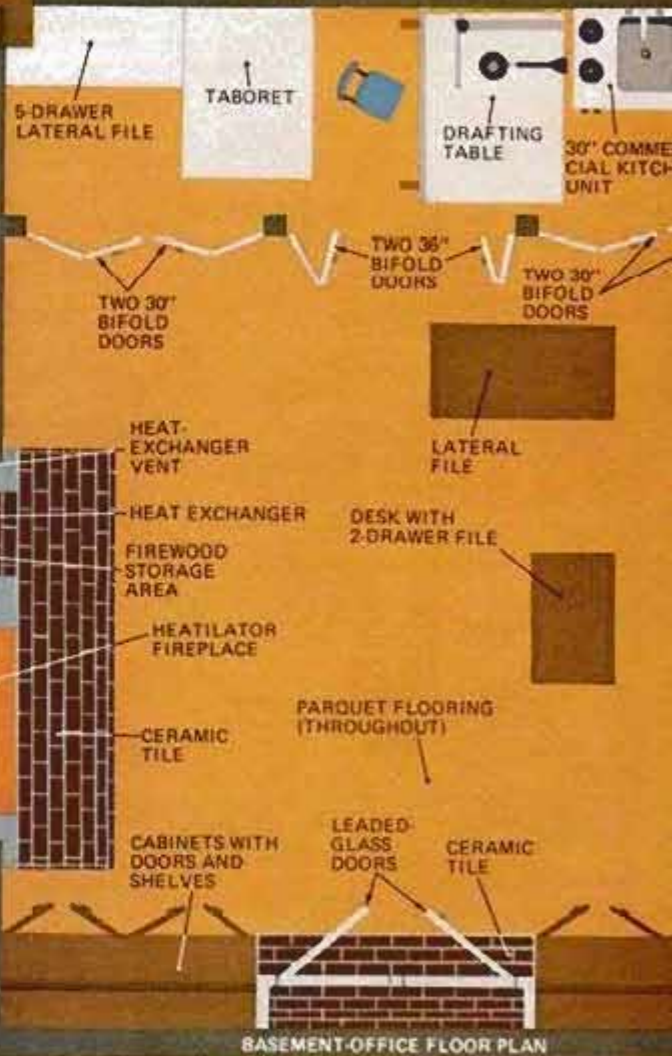 5-DRAWER
LATERAL FILE
TABORET
DRAFTING
TABLE
30" COMME
CIAL KITCH
UNIT
TWO 30"
BIFOLD
DOORS
TWO 36"
BIFOLD
DOORS
TWO 30"
BIFOLD
DOORS
LATERAL
FILE
HEAT-
EXCHANGER
VENT
HEAT EXCHANGER
FIREWOOD
STORAGE
AREA
HEATILATOR
FIREPLACE
CERAMIC
TILE
DESK WITH
2-DRAWER FILE
PARQUET FLOORING
(THROUGHOUT)
CABINETS WITH
DOORS AND
SHELVES
LEADED-
GLASS
DOORS
CERAMIC
TILE
BASEMENT-OFFICE FLOOR PLAN